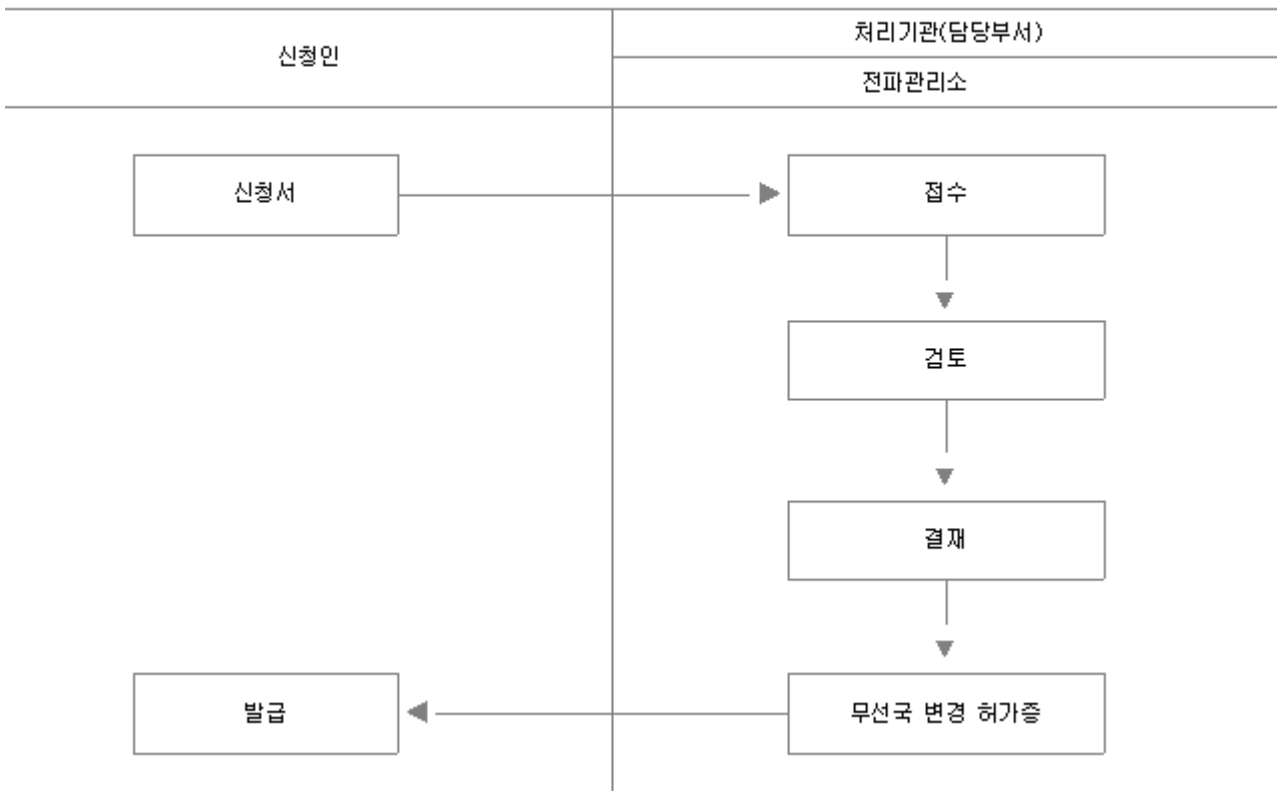 신청인
처리기관(담당부서)
전파관리소
신청서
접수
검토
결재
발급
무선국 변경 허가증